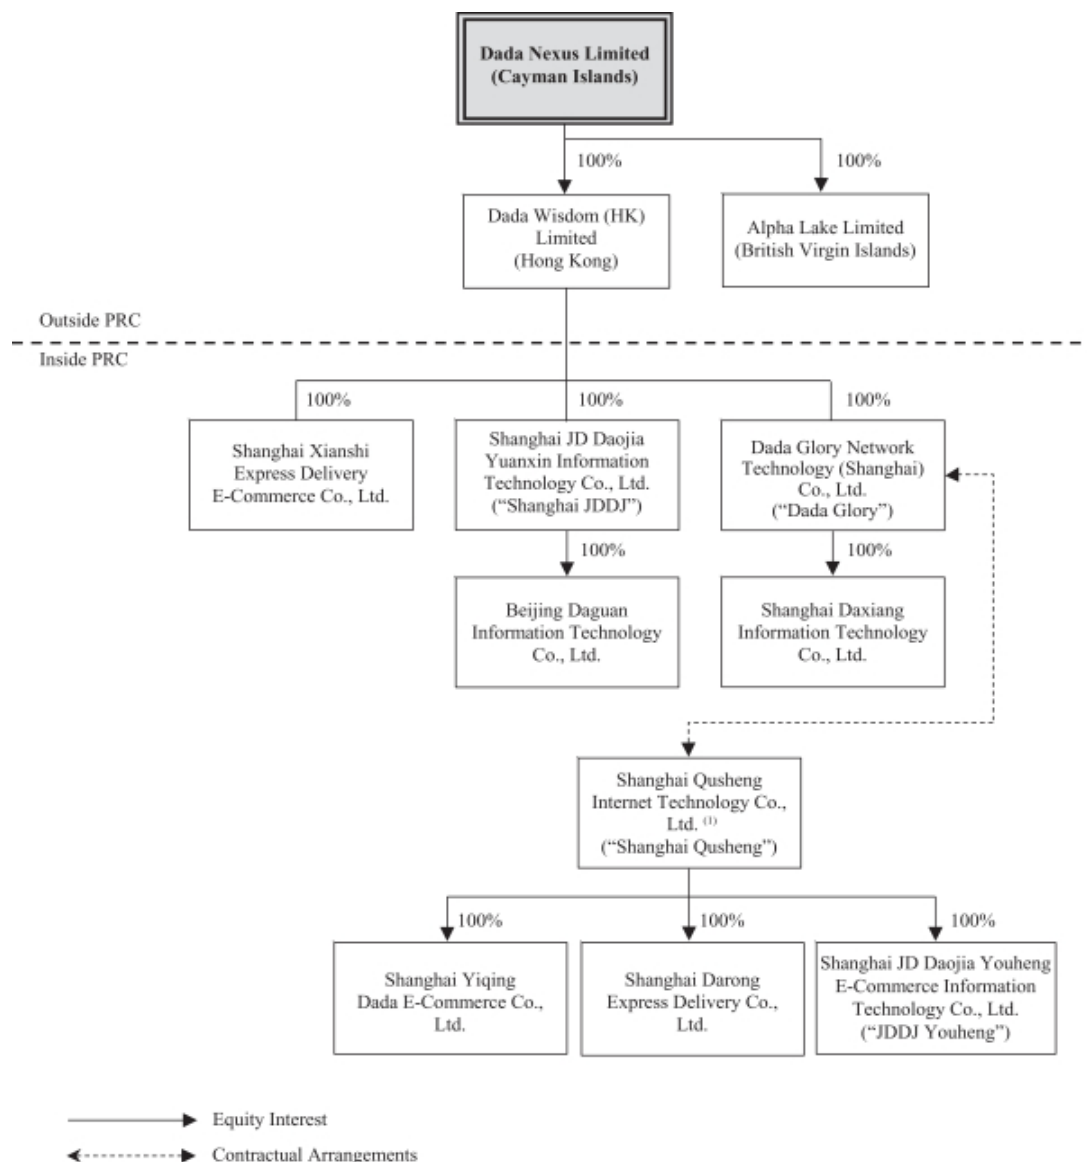 Dada Nexus Limited
(Cayman Islands)
100%
100%
Dada Wisdom (HK)
Limited
(Hong Kong)
Alpha Lake Limited
(British Virgin Islands)
Outside PRC
Inside PRC
100%
100%
100%
Shanghai Xianshi
Express Delivery
E-Commerce Co., Ltd.
Shanghai JD Daojia
Yuanxin Information
Technology Co., Ltd.
(“Shanghai JDDJ”)
Dada Glory Network
Technology (Shanghai)
Co., Ltd.
(“Dada Glory”)
100%
100%
Beijing Daguan
Information Technology
Co., Ltd.
Shanghai Daxiang
Information Technology
Co., Ltd.
Shanghai Qusheng
Internet Technology Co.,
Ltd. (1)
(“Shanghai Qusheng”)
100%
100%
100%
Shanghai Yiqing
Dada E-Commerce Co.,
Ltd.
Shanghai Darong
Express Delivery Co.,
Ltd.
Shanghai JD Daojia Youheng
E-Commerce Information
Technology Co., Ltd.
(“JDDJ Youheng”)
Equity Interest
Contractual Arrangements